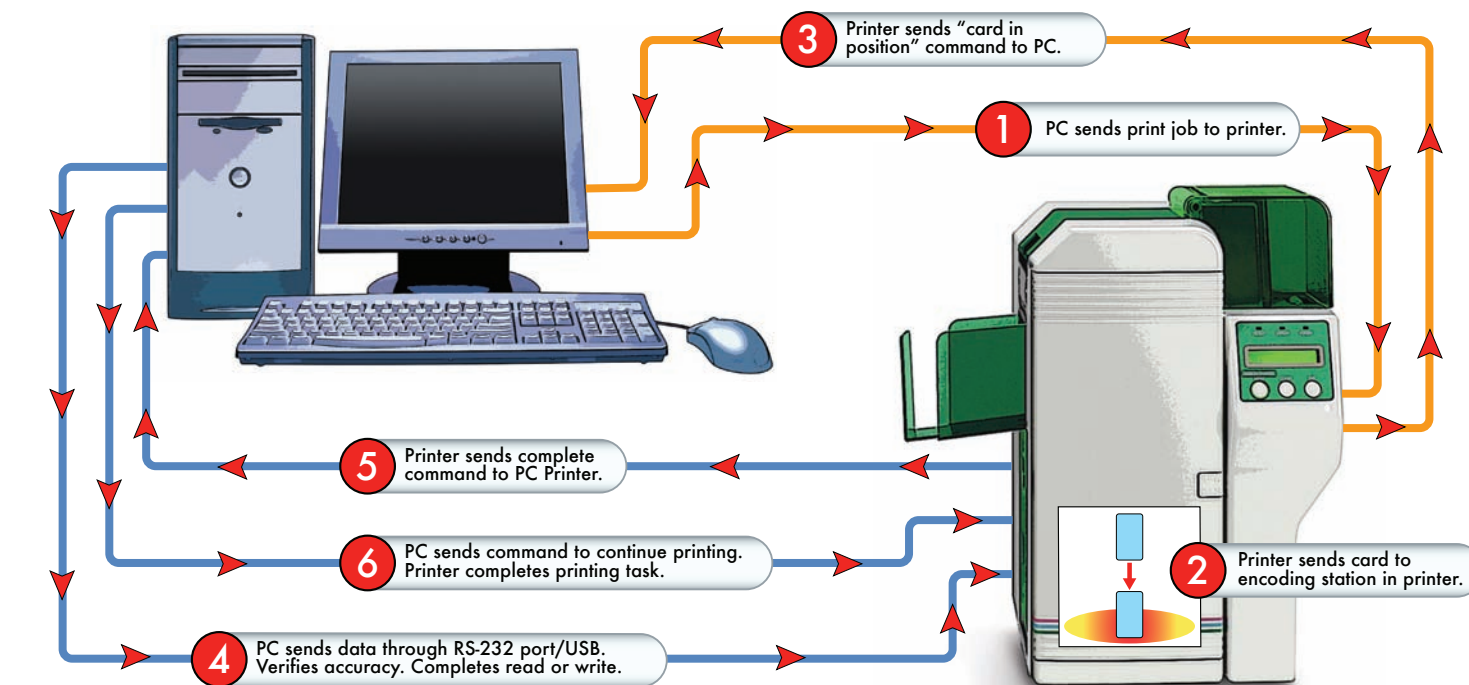 3
Printer sends “card in
position” command to PC.
1
PC sends print job to printer.
5
Printer sends complete
command to PC Printer.
6
PC sends command to continue printing.
Printer completes printing task.
2
Printer sends card to
encoding station in printer.
4
PC sends data through RS-232 port/USB.
Verifies accuracy. Completes read or write.